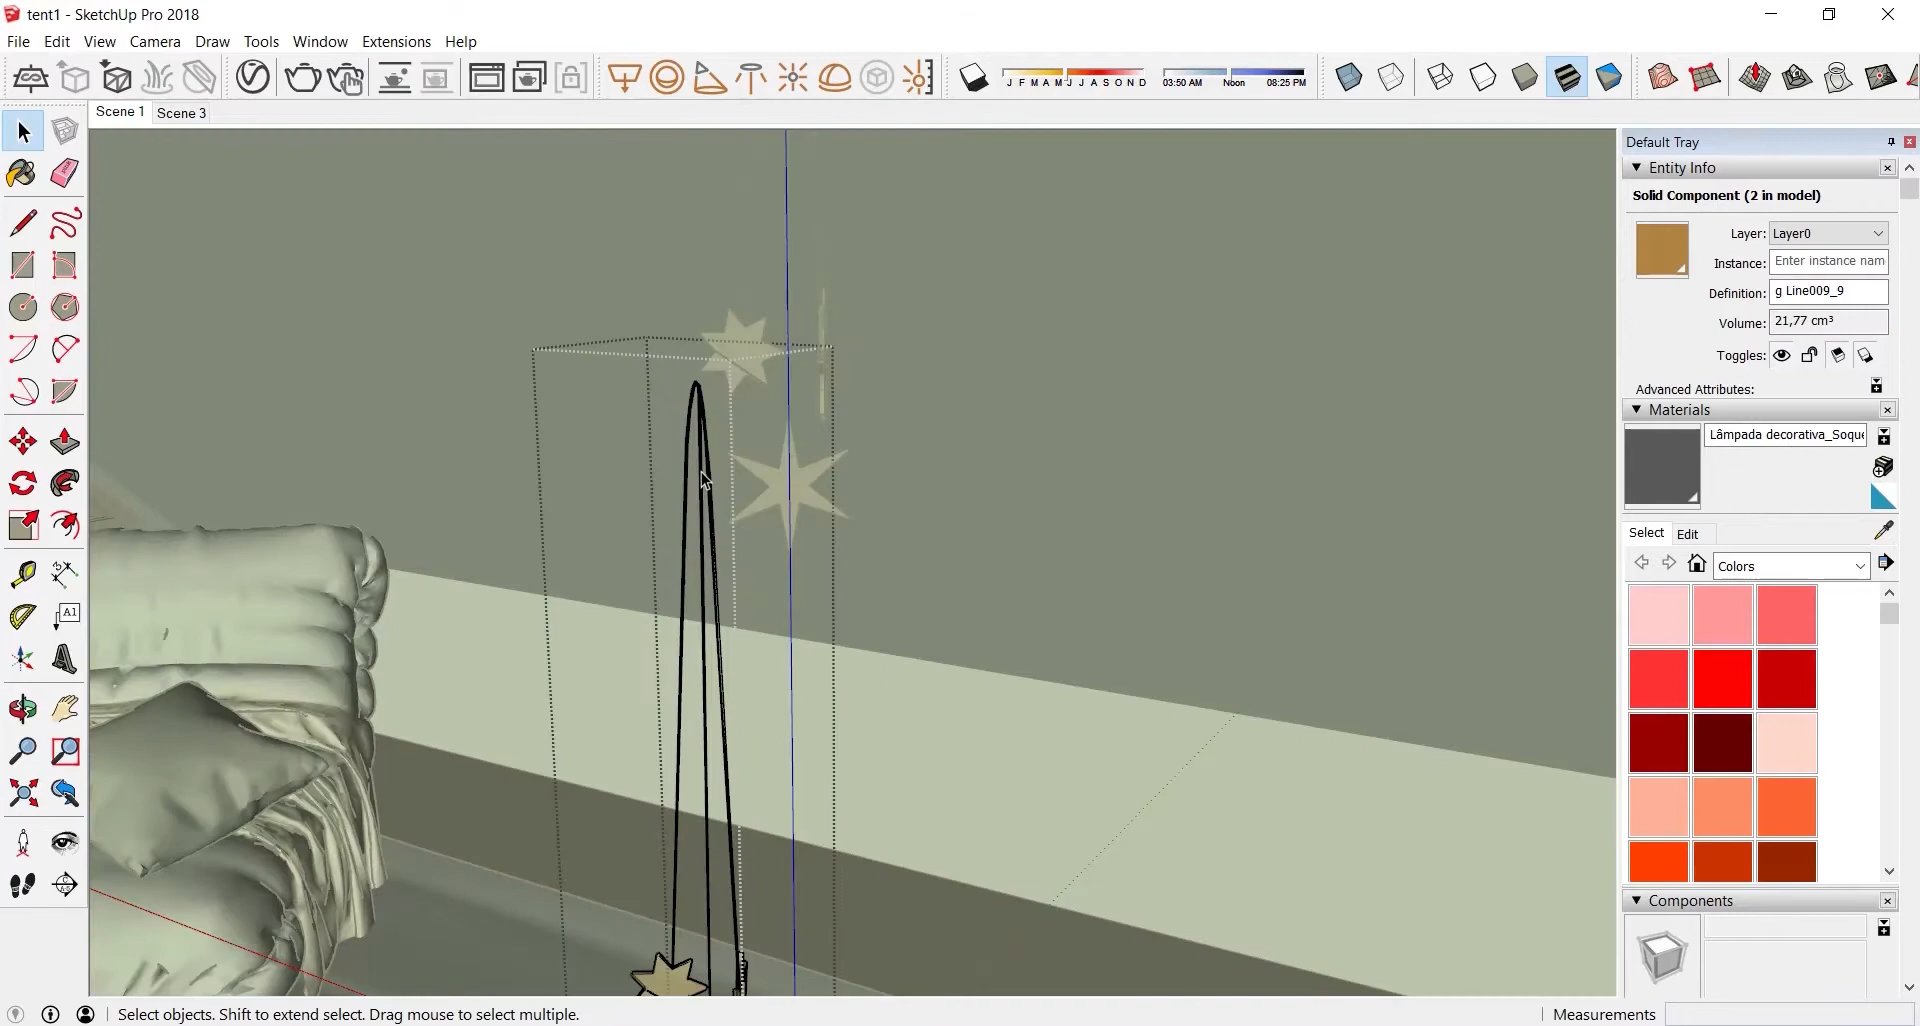 tent1 - SketchUp Pro 2018
File Edit View Camera Draw Tools Window Extensions Help
J F M A M J J A S O N D 03:50 AM Noon 08:25 PM
Scene 1 Scene 3
Default Tray
Entity Info
Solid Component (2 in model)
Layer: Layer0
Instance: Enter instance nam
Definition: g Line009_9
Volume: 21,77 cm³
Toggles:
Advanced Attributes:
Materials
Lâmpada decorativa_Soque
Select Edit
Colors
A1
Components
Select objects. Shift to extend select. Drag mouse to select multiple.
Measurements